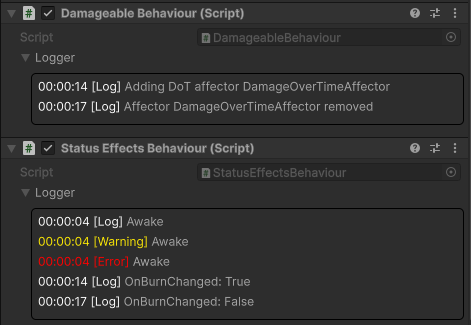 Damageable Behaviour (Script)
Script DamageableBehaviour
Logger
00:00:14 [Log] Adding DoT affector DamageOverTimeAffector
00:00:17 [Log] Affector DamageOverTimeAffector removed
Status Effects Behaviour (Script)
Script StatusEffectsBehaviour
Logger
00:00:04 [Log] Awake
00:00:04 [Warning] Awake
00:00:04 [Error] Awake
00:00:14 [Log] OnBurnChanged: True
00:00:17 [Log] OnBurnChanged: False